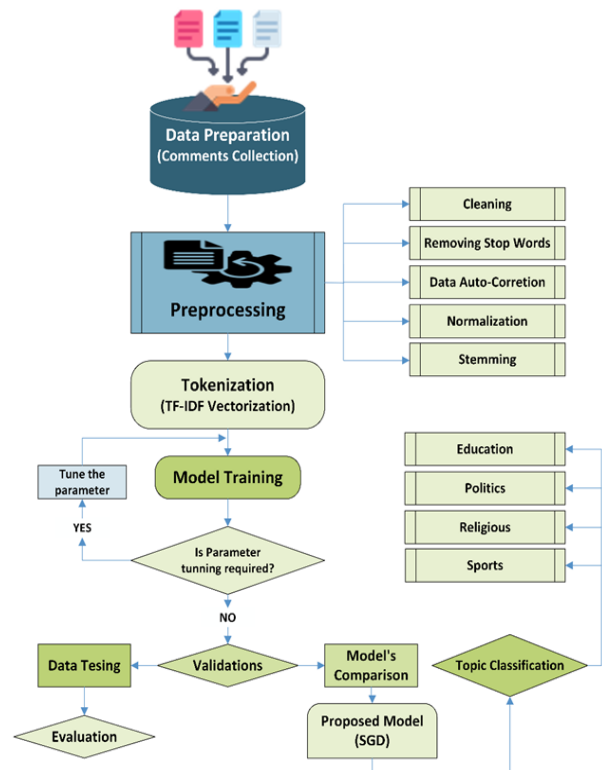 Data Preparation
(Comments Collection)
Preprocessing
Cleaning
Removing Stop Words
Data Auto-Corretion
Normalization
Stemming
Tokenization
(TF-IDF Vectorization)
Model Training
Tune the
parameter
YES
Is Parameter
tunning required?
NO
Education
Politics
Religious
Sports
Data Tesing
Validations
Model's
Comparison
Topic Classification
Evaluation
Proposed Model
(SGD)